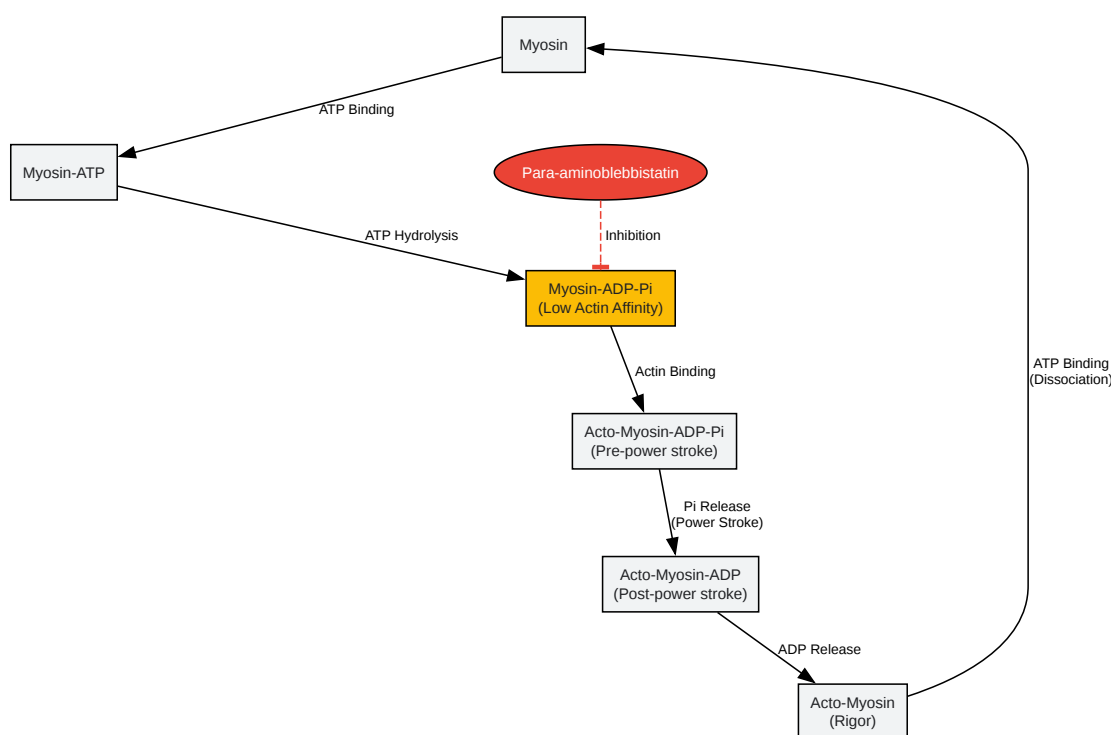 Myosin
ATP Binding
Myosin-ATP
Para-aminoblebbistatin
ATP Hydrolysis
Inhibition
Myosin-ADP-Pi
(Low Actin Affinity)
Actin Binding
ATP Binding
(Dissociation)
Acto-Myosin-ADP-Pi
(Pre-power stroke)
Pi Release
(Power Stroke)
Acto-Myosin-ADP
(Post-power stroke)
ADP Release
Acto-Myosin
(Rigor)